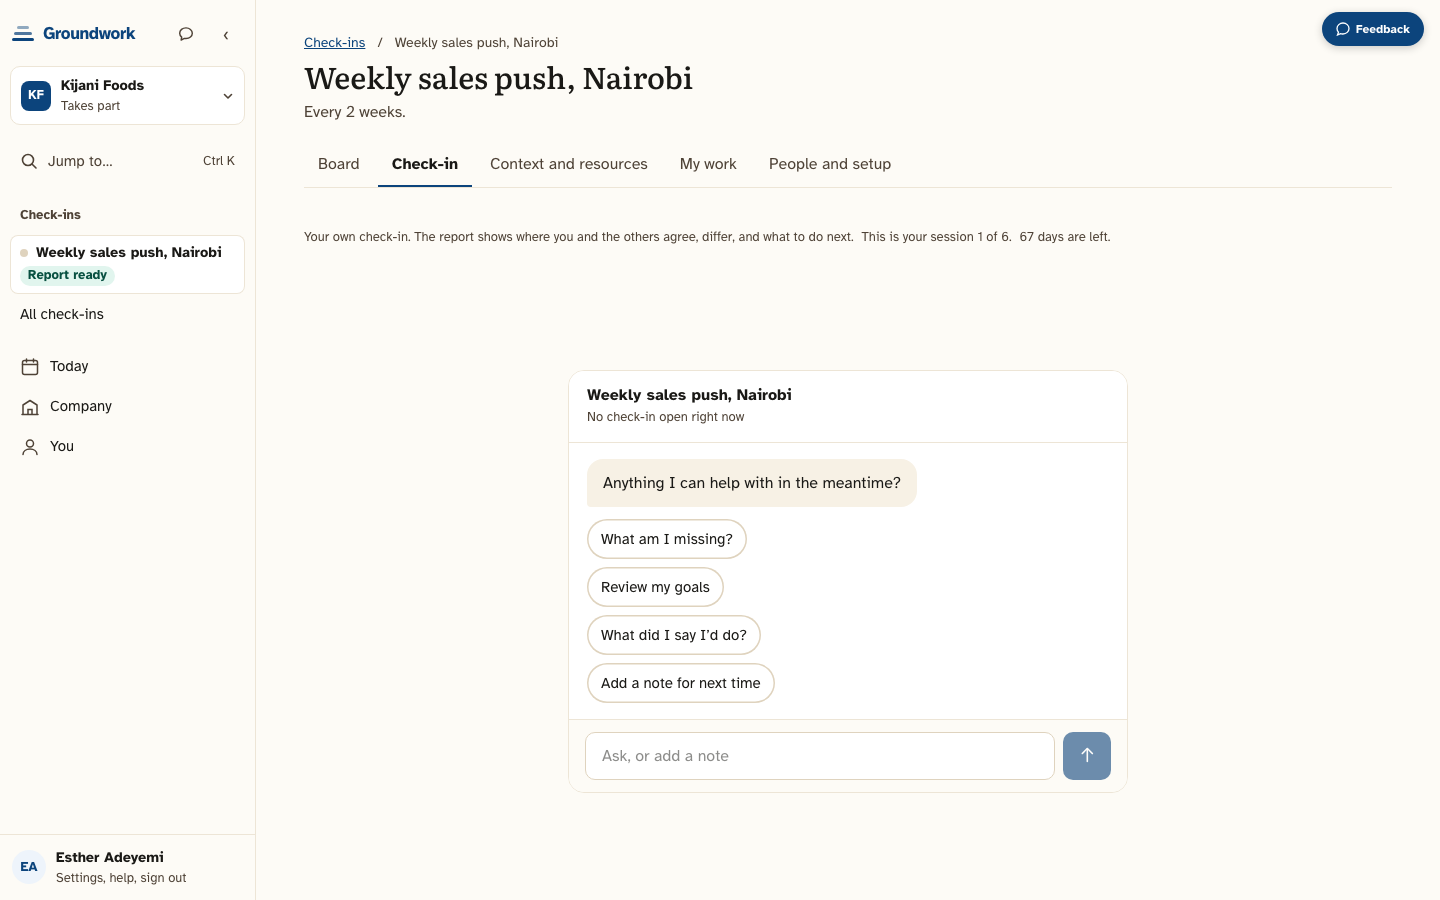 Groundwork
KF
Kijani Foods
Takes part
Jump to...
Ctrl K
Check-ins
Weekly sales push, Nairobi
Report ready
All check-ins
Today
Company
You
EA
Esther Adeyemi
Settings, help, sign out
Check-ins / Weekly sales push, Nairobi
Feedback
Weekly sales push, Nairobi
Every 2 weeks.
Board
Check-in
Context and resources
My work
People and setup
Your own check-in. The report shows where you and the others agree, differ, and what to do next. This is your session 1 of 6. 67 days are left.
Weekly sales push, Nairobi
No check-in open right now
Anything I can help with in the meantime?
What am I missing?
Review my goals
What did I say I'd do?
Add a note for next time
Ask, or add a note